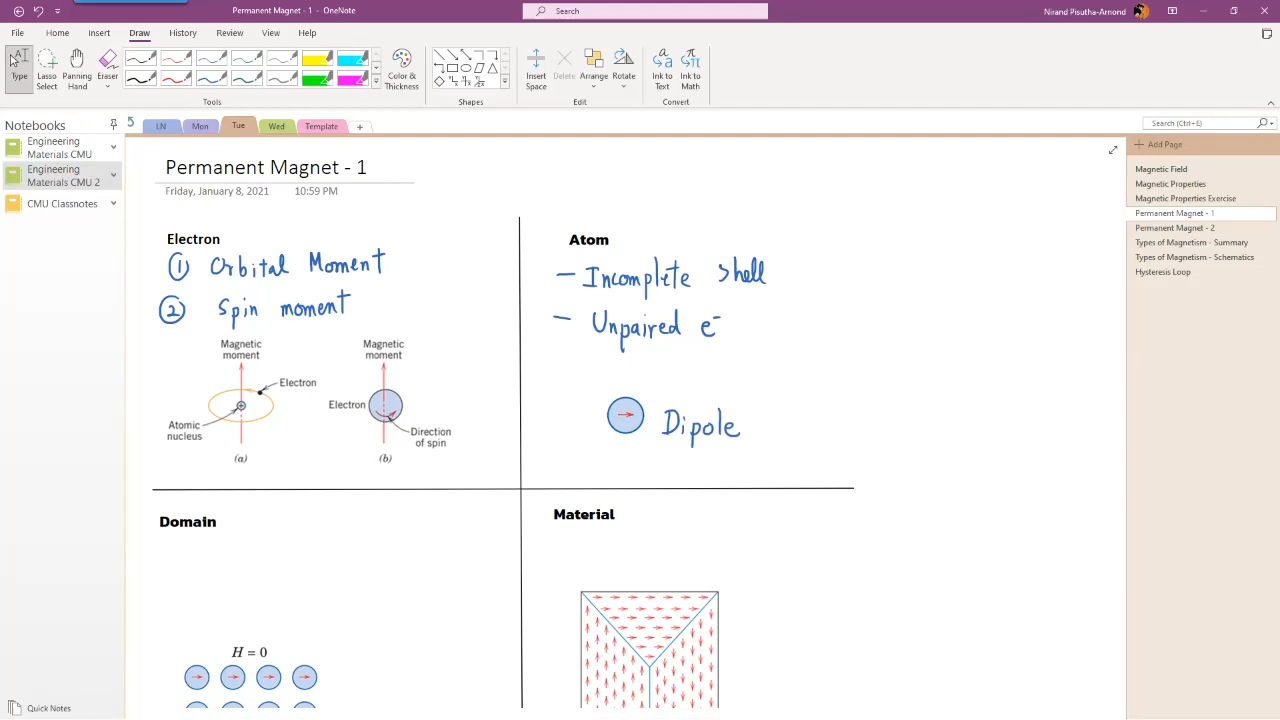 Permanent Magnet - 1 - OneNote
Search
Nirand Pisutha-Arnond
File Home Insert Draw History Review View Help
Type
Lasso Select
Panning Hand
Eraser
Color & Thickness
Insert Space
Delete
Arrange
Rotate
Ink to Text
Ink to Math
Tools
Shapes
Edit
Convert
Notebooks
LN Mon Tue Wed Template
Search (Ctrl+E)
Engineering
Materials CMU
Engineering
Materials CMU 2
CMU Classnotes
Quick Notes
Permanent Magnet - 1
Friday, January 8, 2021 10:59 PM
Electron
① Orbital Moment
② Spin moment
Magnetic
moment
Electron
Atomic
nucleus
(a)
Magnetic
moment
Electron
Direction
of spin
(b)
Atom
- Incomplete shell
- Unpaired e⁻
Dipole
Domain
H = 0
Material
Add Page
Magnetic Field
Magnetic Properties
Magnetic Properties Exercise
Permanent Magnet - 1
Permanent Magnet - 2
Types of Magnetism - Summary
Types of Magnetism - Schematics
Hysteresis Loop